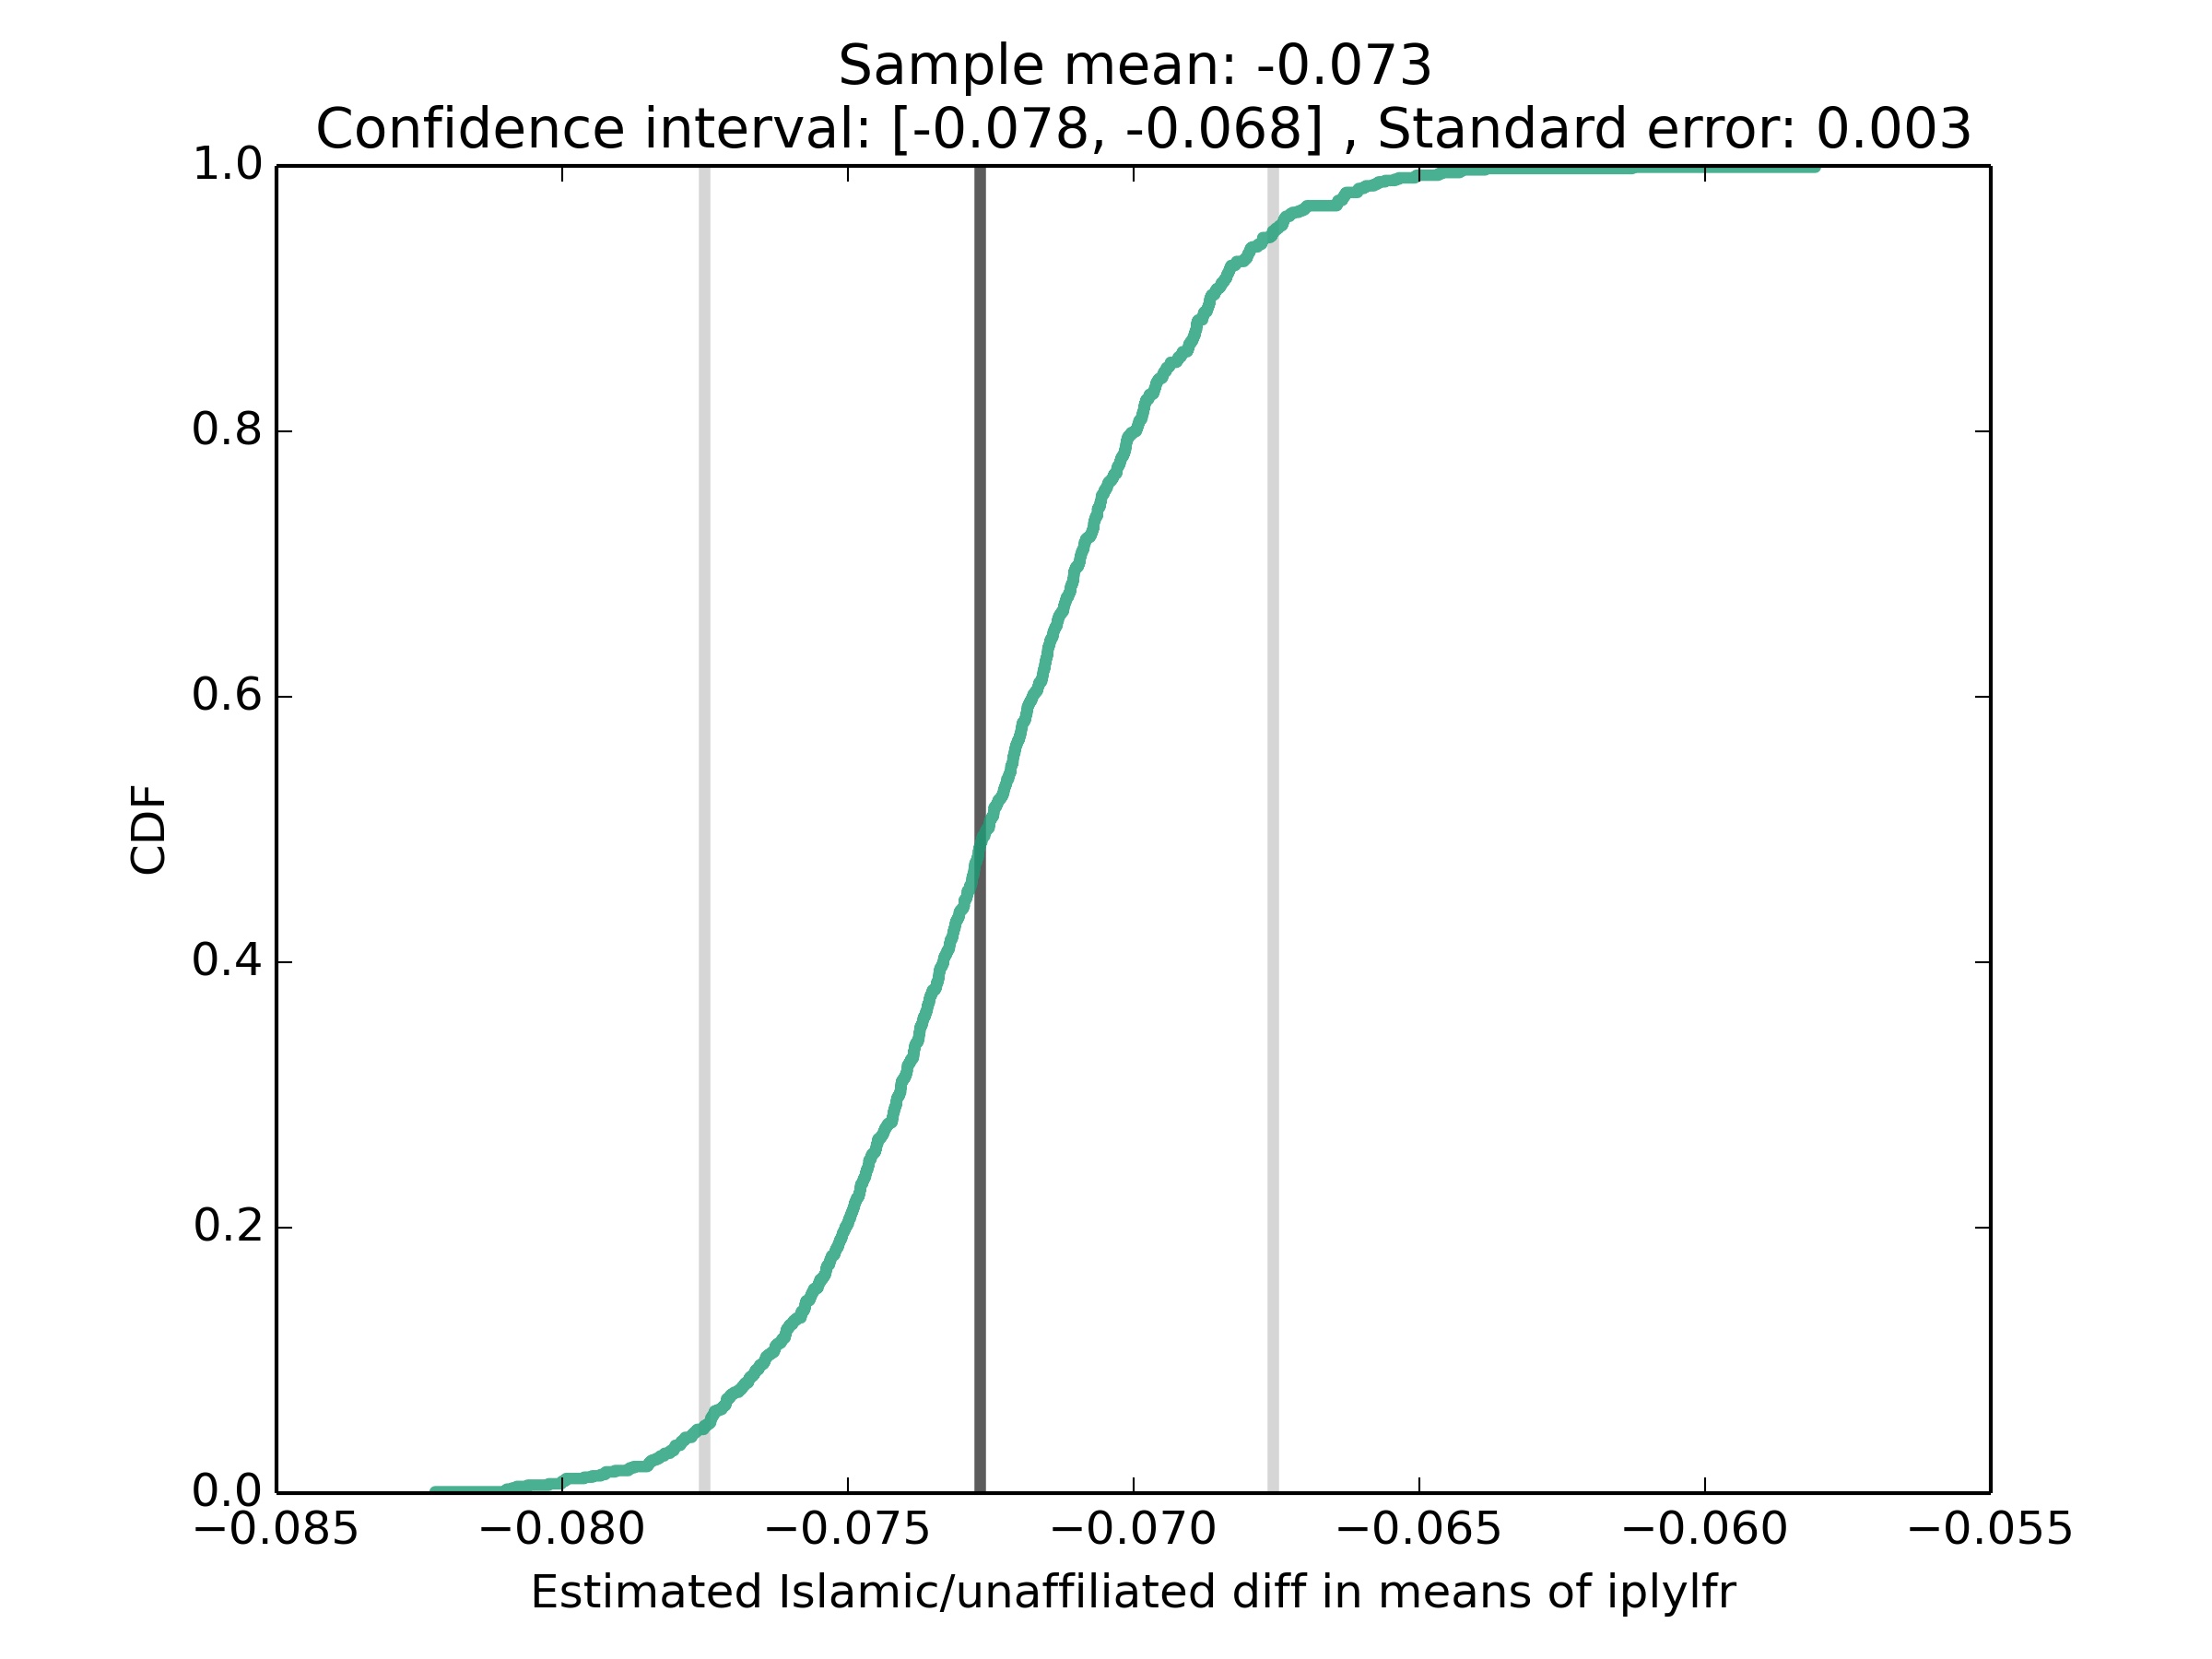 Sample mean: -0.073
Confidence interval: [-0.078, -0.068] , Standard error: 0.003
1.0
0.8
0.6
0.4
0.2
0.0
CDF
−0.085 −0.080 −0.075 −0.070 −0.065 −0.060 −0.055
Estimated Islamic/unaffiliated diff in means of iplylfr